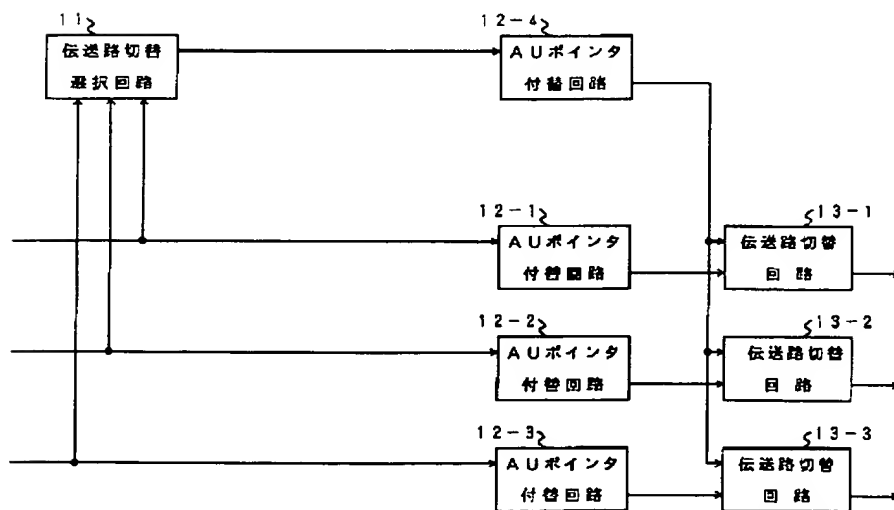 11
伝送路切替
選択回路
12-4
AUポインタ
付替回路
12-1
AUポインタ
付替回路
13-1
伝送路切替
回路
12-2
AUポインタ
付替回路
13-2
伝送路切替
回路
12-3
AUポインタ
付替回路
13-3
伝送路切替
回路